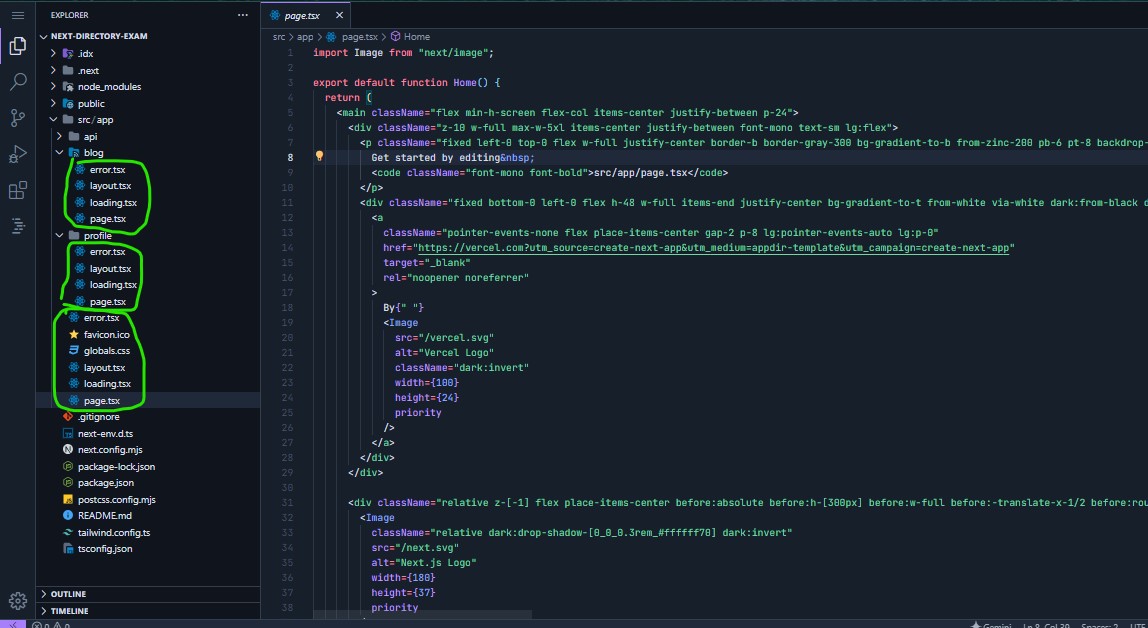 EXPLORER
NEXT-DIRECTORY-EXAM
.idx
.next
node_modules
public
src/app
api
blog
error.tsx
layout.tsx
loading.tsx
page.tsx
profile
error.tsx
layout.tsx
loading.tsx
page.tsx
error.tsx
favicon.ico
globals.css
layout.tsx
loading.tsx
page.tsx
.gitignore
next-env.d.ts
next.config.mjs
package-lock.json
package.json
postcss.config.mjs
README.md
tailwind.config.ts
tsconfig.json
OUTLINE
TIMELINE
page.tsx
src > app > page.tsx > Home
1 import Image from "next/image";
2
3 export default function Home() {
4 return (
5 <main className="flex min-h-screen flex-col items-center justify-between p-24">
6 <div className="z-10 w-full max-w-5xl items-center justify-between font-mono text-sm lg:flex">
7 <p className="fixed left-0 top-0 flex w-full justify-center border-b border-gray-300 bg-gradient-to-b from-zinc-200 pb-6 pt-8 backdrop-
8 Get started by editing&nbsp;
9 <code className="font-mono font-bold">src/app/page.tsx</code>
10 </p>
11 <div className="fixed bottom-0 left-0 flex h-48 w-full items-end justify-center bg-gradient-to-t from-white via-white dark:from-black d
12 <a
13 className="pointer-events-none flex place-items-center gap-2 p-8 lg:pointer-events-auto lg:p-0"
14 href="https://vercel.com?utm_source=create-next-app&utm_medium=appdir-template&utm_campaign=create-next-app"
15 target="_blank"
16 rel="noopener noreferrer"
17 >
18 By{" "}
19 <Image
20 src="/vercel.svg"
21 alt="Vercel Logo"
22 className="dark:invert"
23 width={100}
24 height={24}
25 priority
26 />
27 </a>
28 </div>
29 </div>
30
31 <div className="relative z-[-1] flex place-items-center before:absolute before:h-[300px] before:w-full before:-translate-x-1/2 before:rou
32 <Image
33 className="relative dark:drop-shadow-[0_0_0.3rem_#ffffff70] dark:invert"
34 src="/next.svg"
35 alt="Next.js Logo"
36 width={180}
37 height={37}
38 priority
0 0
Gemini Ln 8, Col 39 Spaces: 2 UTF